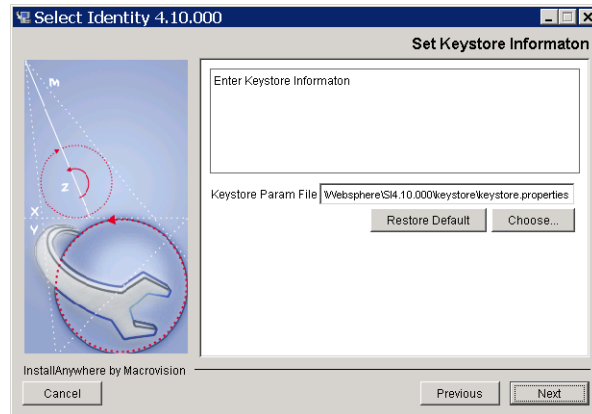 Select Identity 4.10.000
Set Keystore Informaton
M
Z
X
Y
Enter Keystore Informaton
Keystore Param File \Websphere\SI4.10.000\keystore\keystore.properties
Restore Default Choose...
InstallAnywhere by Macrovision
Cancel Previous Next